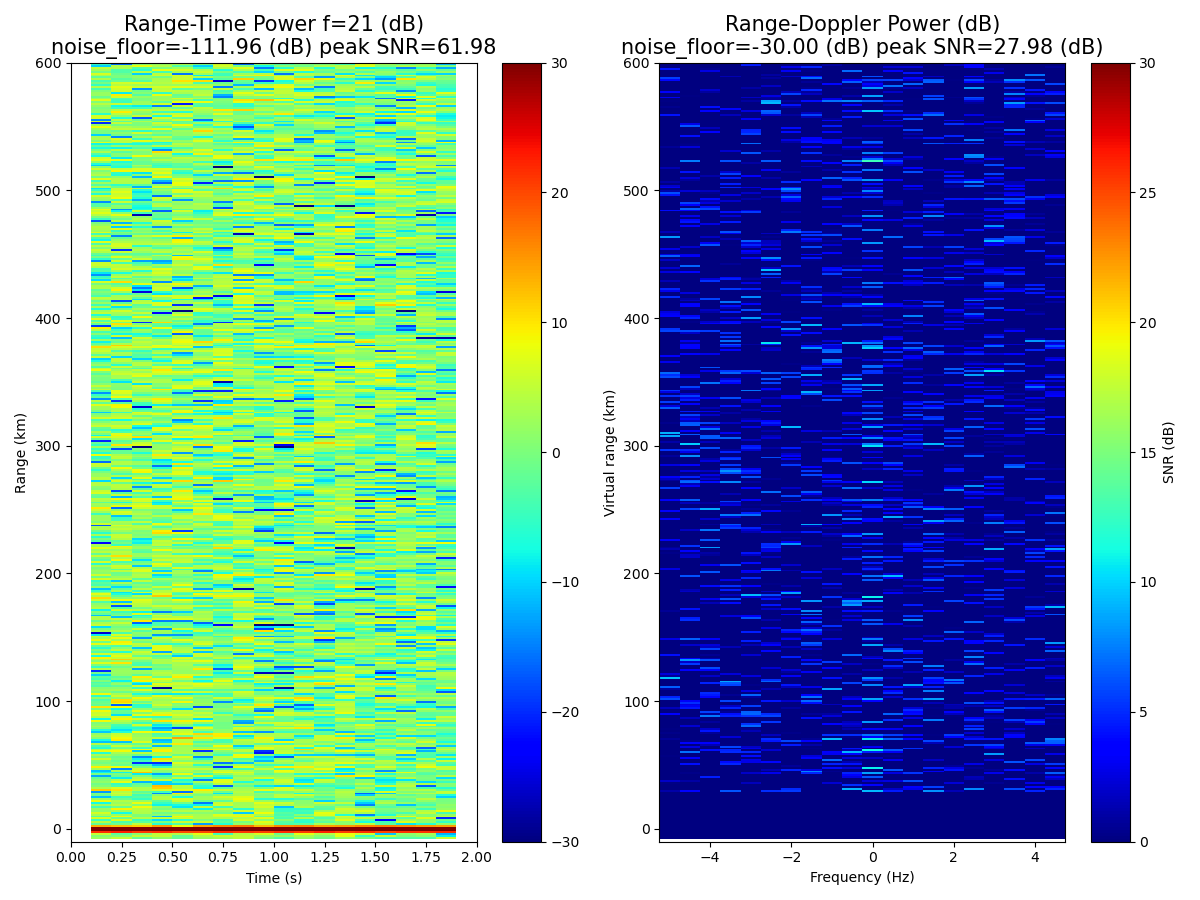 Range-Time Power f=21 (dB)
noise_floor=-111.96 (dB) peak SNR=61.98
Range-Doppler Power (dB)
noise_floor=-30.00 (dB) peak SNR=27.98 (dB)
Range (km)
600
500
400
300
200
100
0
0.00 0.25 0.50 0.75 1.00 1.25 1.50 1.75 2.00
Time (s)
30
20
10
0
−10
−20
−30
Virtual range (km)
600
500
400
300
200
100
0
−4 −2 0 2 4
Frequency (Hz)
30
25
20
15
10
5
0
SNR (dB)